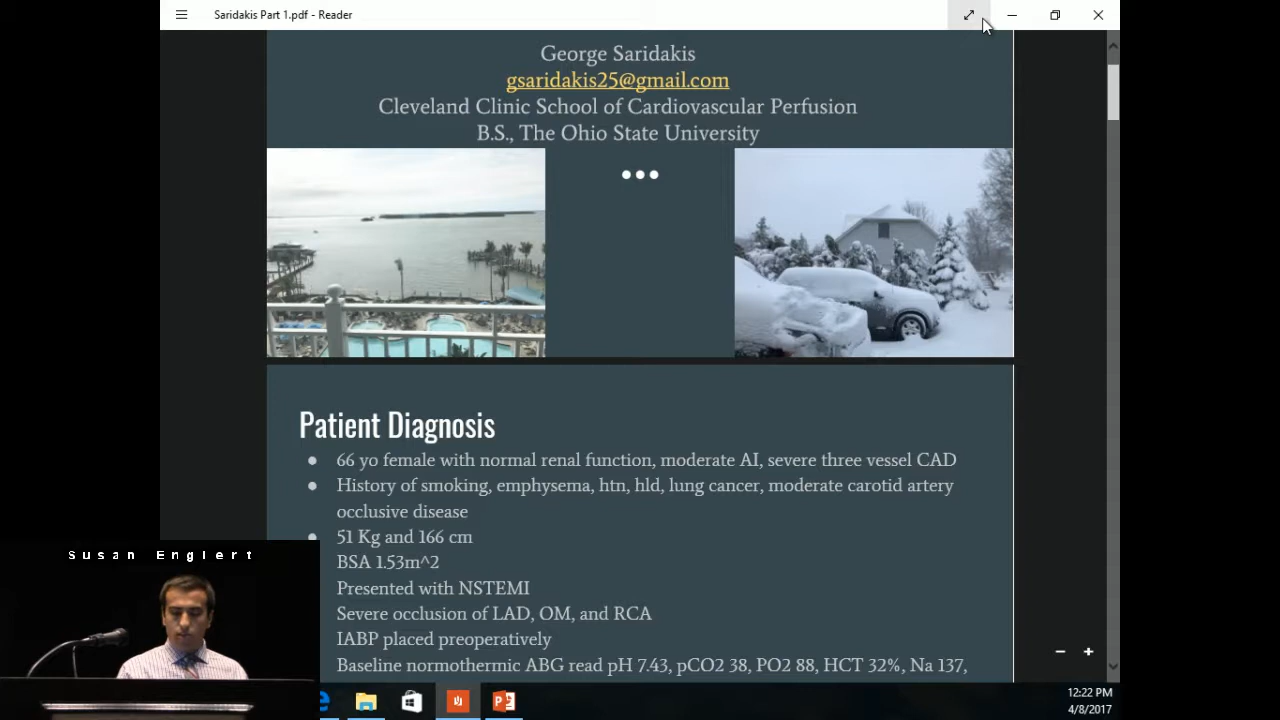 Saridakis Part 1.pdf - Reader
George Saridakis
gsaridakis25@gmail.com
Cleveland Clinic School of Cardiovascular Perfusion
B.S., The Ohio State University
Patient Diagnosis
66 yo female with normal renal function, moderate AI, severe three vessel CAD
History of smoking, emphysema, htn, hld, lung cancer, moderate carotid artery
occlusive disease
51 Kg and 166 cm
BSA 1.53m^2
Presented with NSTEMI
Severe occlusion of LAD, OM, and RCA
IABP placed preoperatively
Baseline normothermic ABG read pH 7.43, pCO2 38, PO2 88, HCT 32%, Na 137,
Susan Englert
12:22 PM
4/8/2017